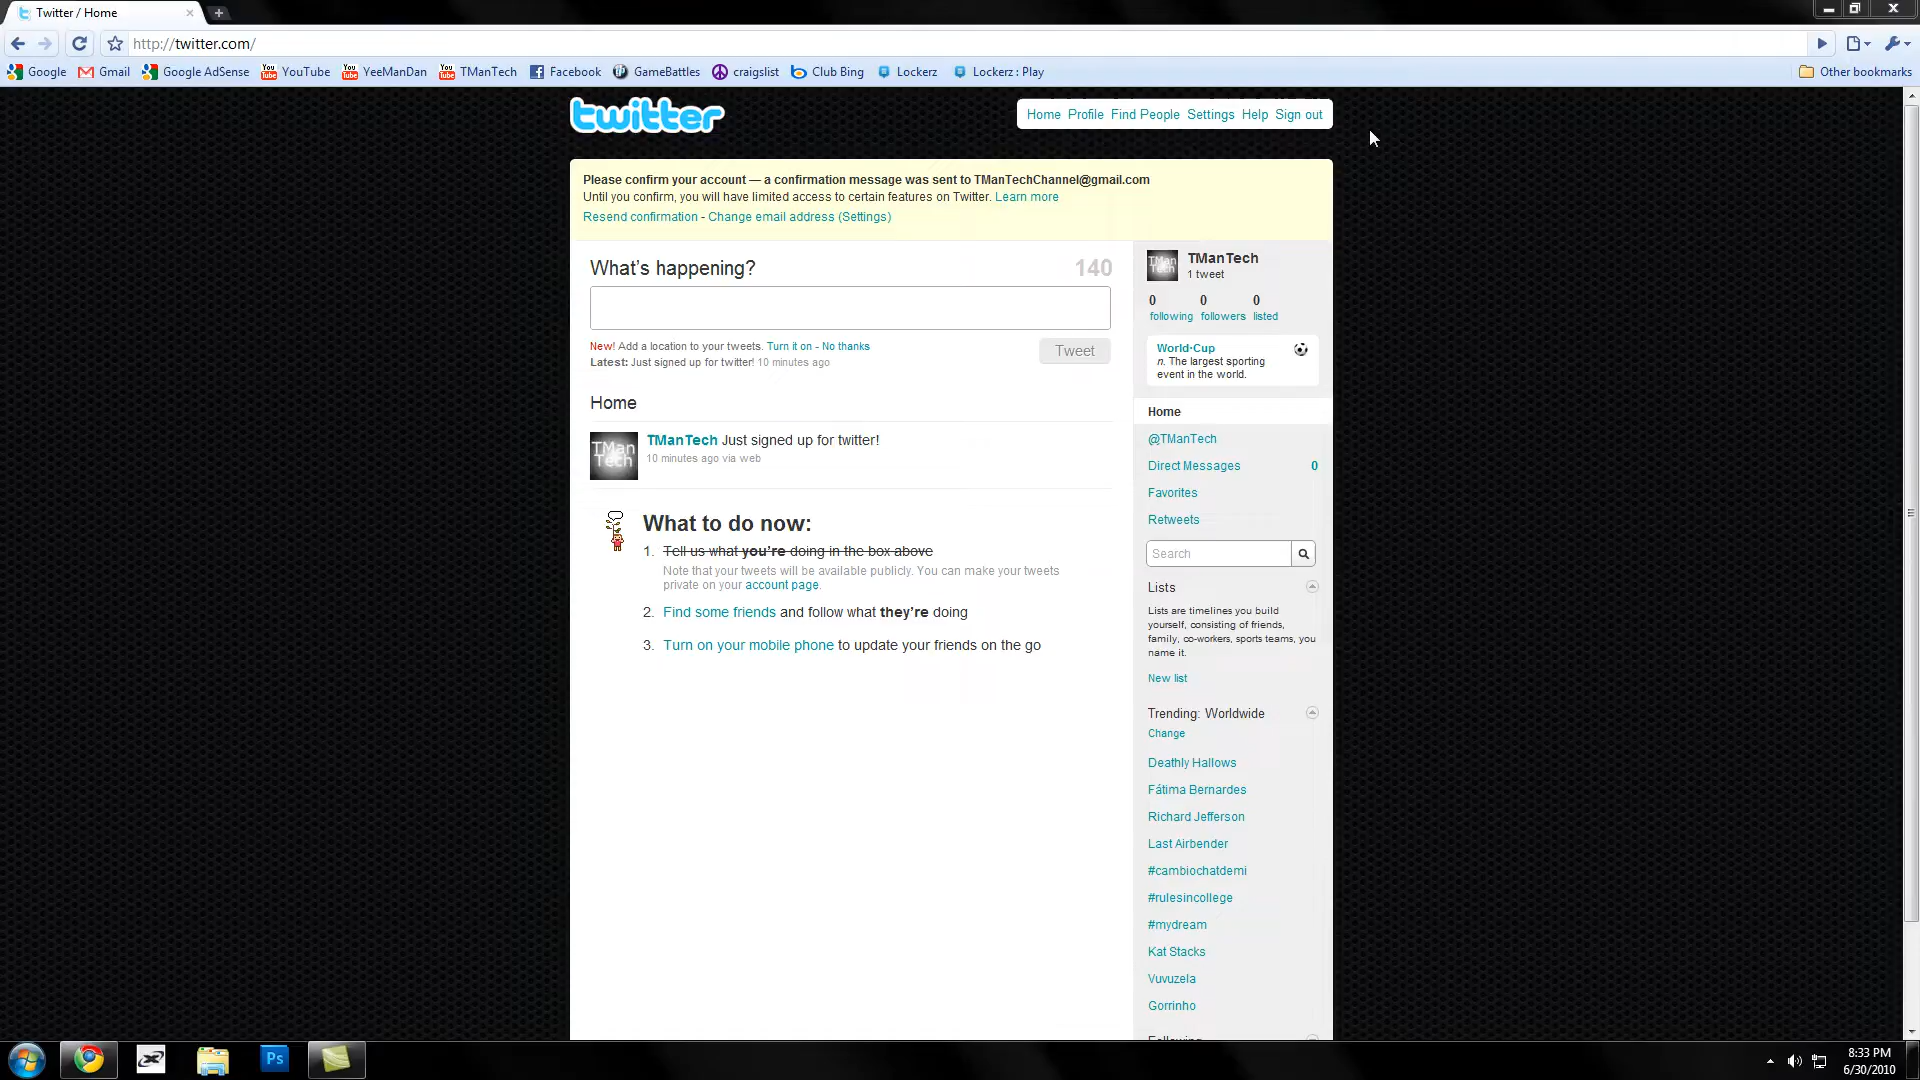 Twitter / Home
http://twitter.com/
Google Gmail Google AdSense YouTube YeeManDan TManTech Facebook GameBattles craigslist Club Bing Lockerz Lockerz : Play Other bookmarks
twitter
Home Profile Find People Settings Help Sign out
Please confirm your account — a confirmation message was sent to TManTechChannel@gmail.com
Until you confirm, you will have limited access to certain features on Twitter. Learn more
Resend confirmation - Change email address (Settings)
What's happening? 140
New! Add a location to your tweets. Turn it on - No thanks
Latest: Just signed up for twitter! 10 minutes ago
Tweet
Home
TMan
Tech
TManTech Just signed up for twitter!
10 minutes ago via web
What to do now:
1. Tell us what you're doing in the box above
Note that your tweets will be available publicly. You can make your tweets
private on your account page.
2. Find some friends and follow what they're doing
3. Turn on your mobile phone to update your friends on the go
TMan
Tech
TManTech
1 tweet
0 0 0
following followers listed
World·Cup
n. The largest sporting
event in the world.
Home
@TManTech
Direct Messages 0
Favorites
Retweets
Search
Lists
Lists are timelines you build
yourself, consisting of friends,
family, co-workers, sports teams, you
name it.
New list
Trending: Worldwide
Change
Deathly Hallows
Fátima Bernardes
Richard Jefferson
Last Airbender
#cambiochatdemi
#rulesincollege
#mydream
Kat Stacks
Vuvuzela
Gorrinho
Following
Ps
8:33 PM
6/30/2010